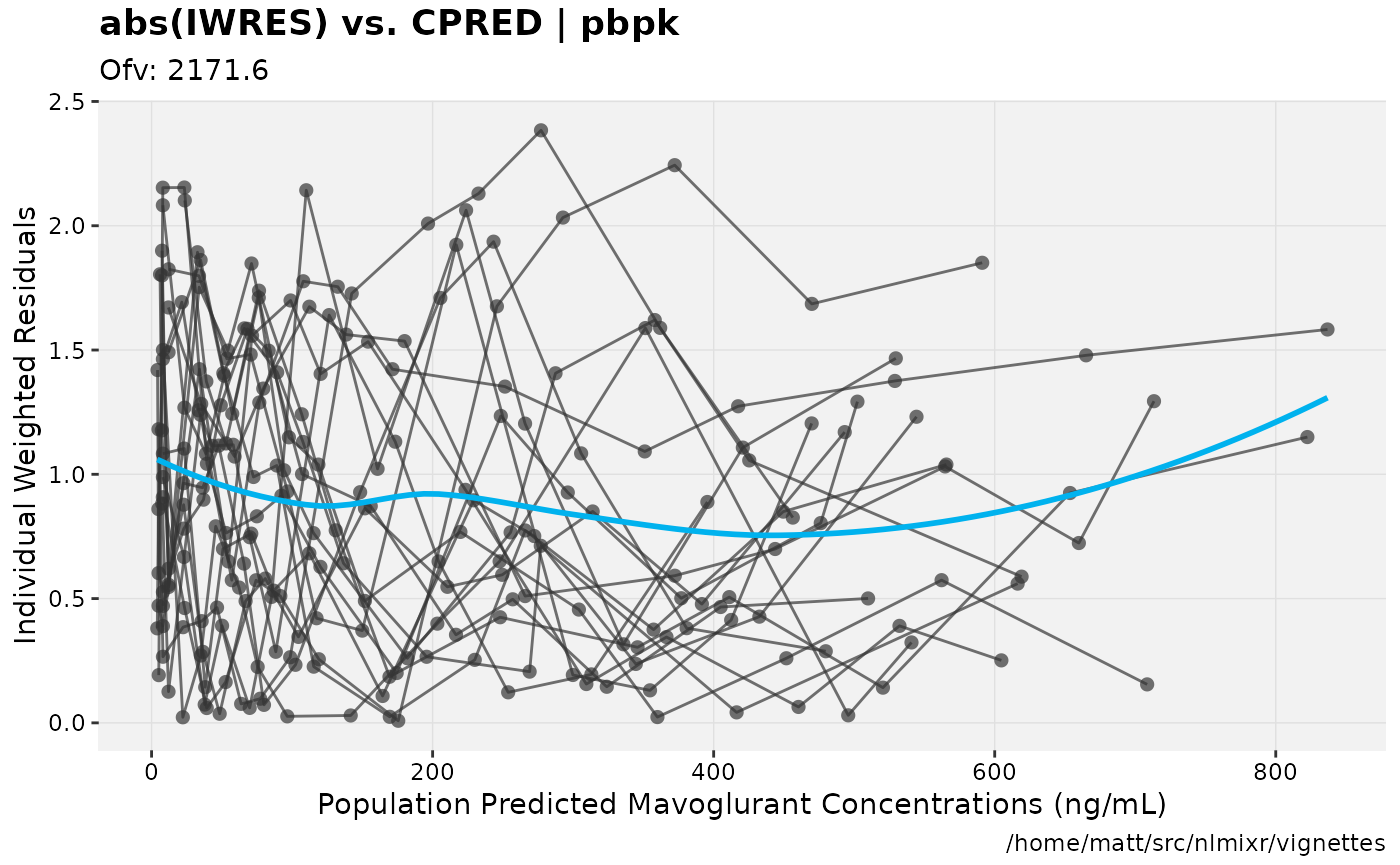 abs(IWRES) vs. CPRED | pbpk
Ofv: 2171.6
Individual Weighted Residuals
2.5
2.0
1.5
1.0
0.5
0.0
0 200 400 600 800
Population Predicted Mavoglurant Concentrations (ng/mL)
/home/matt/src/nlmixr/vignettes